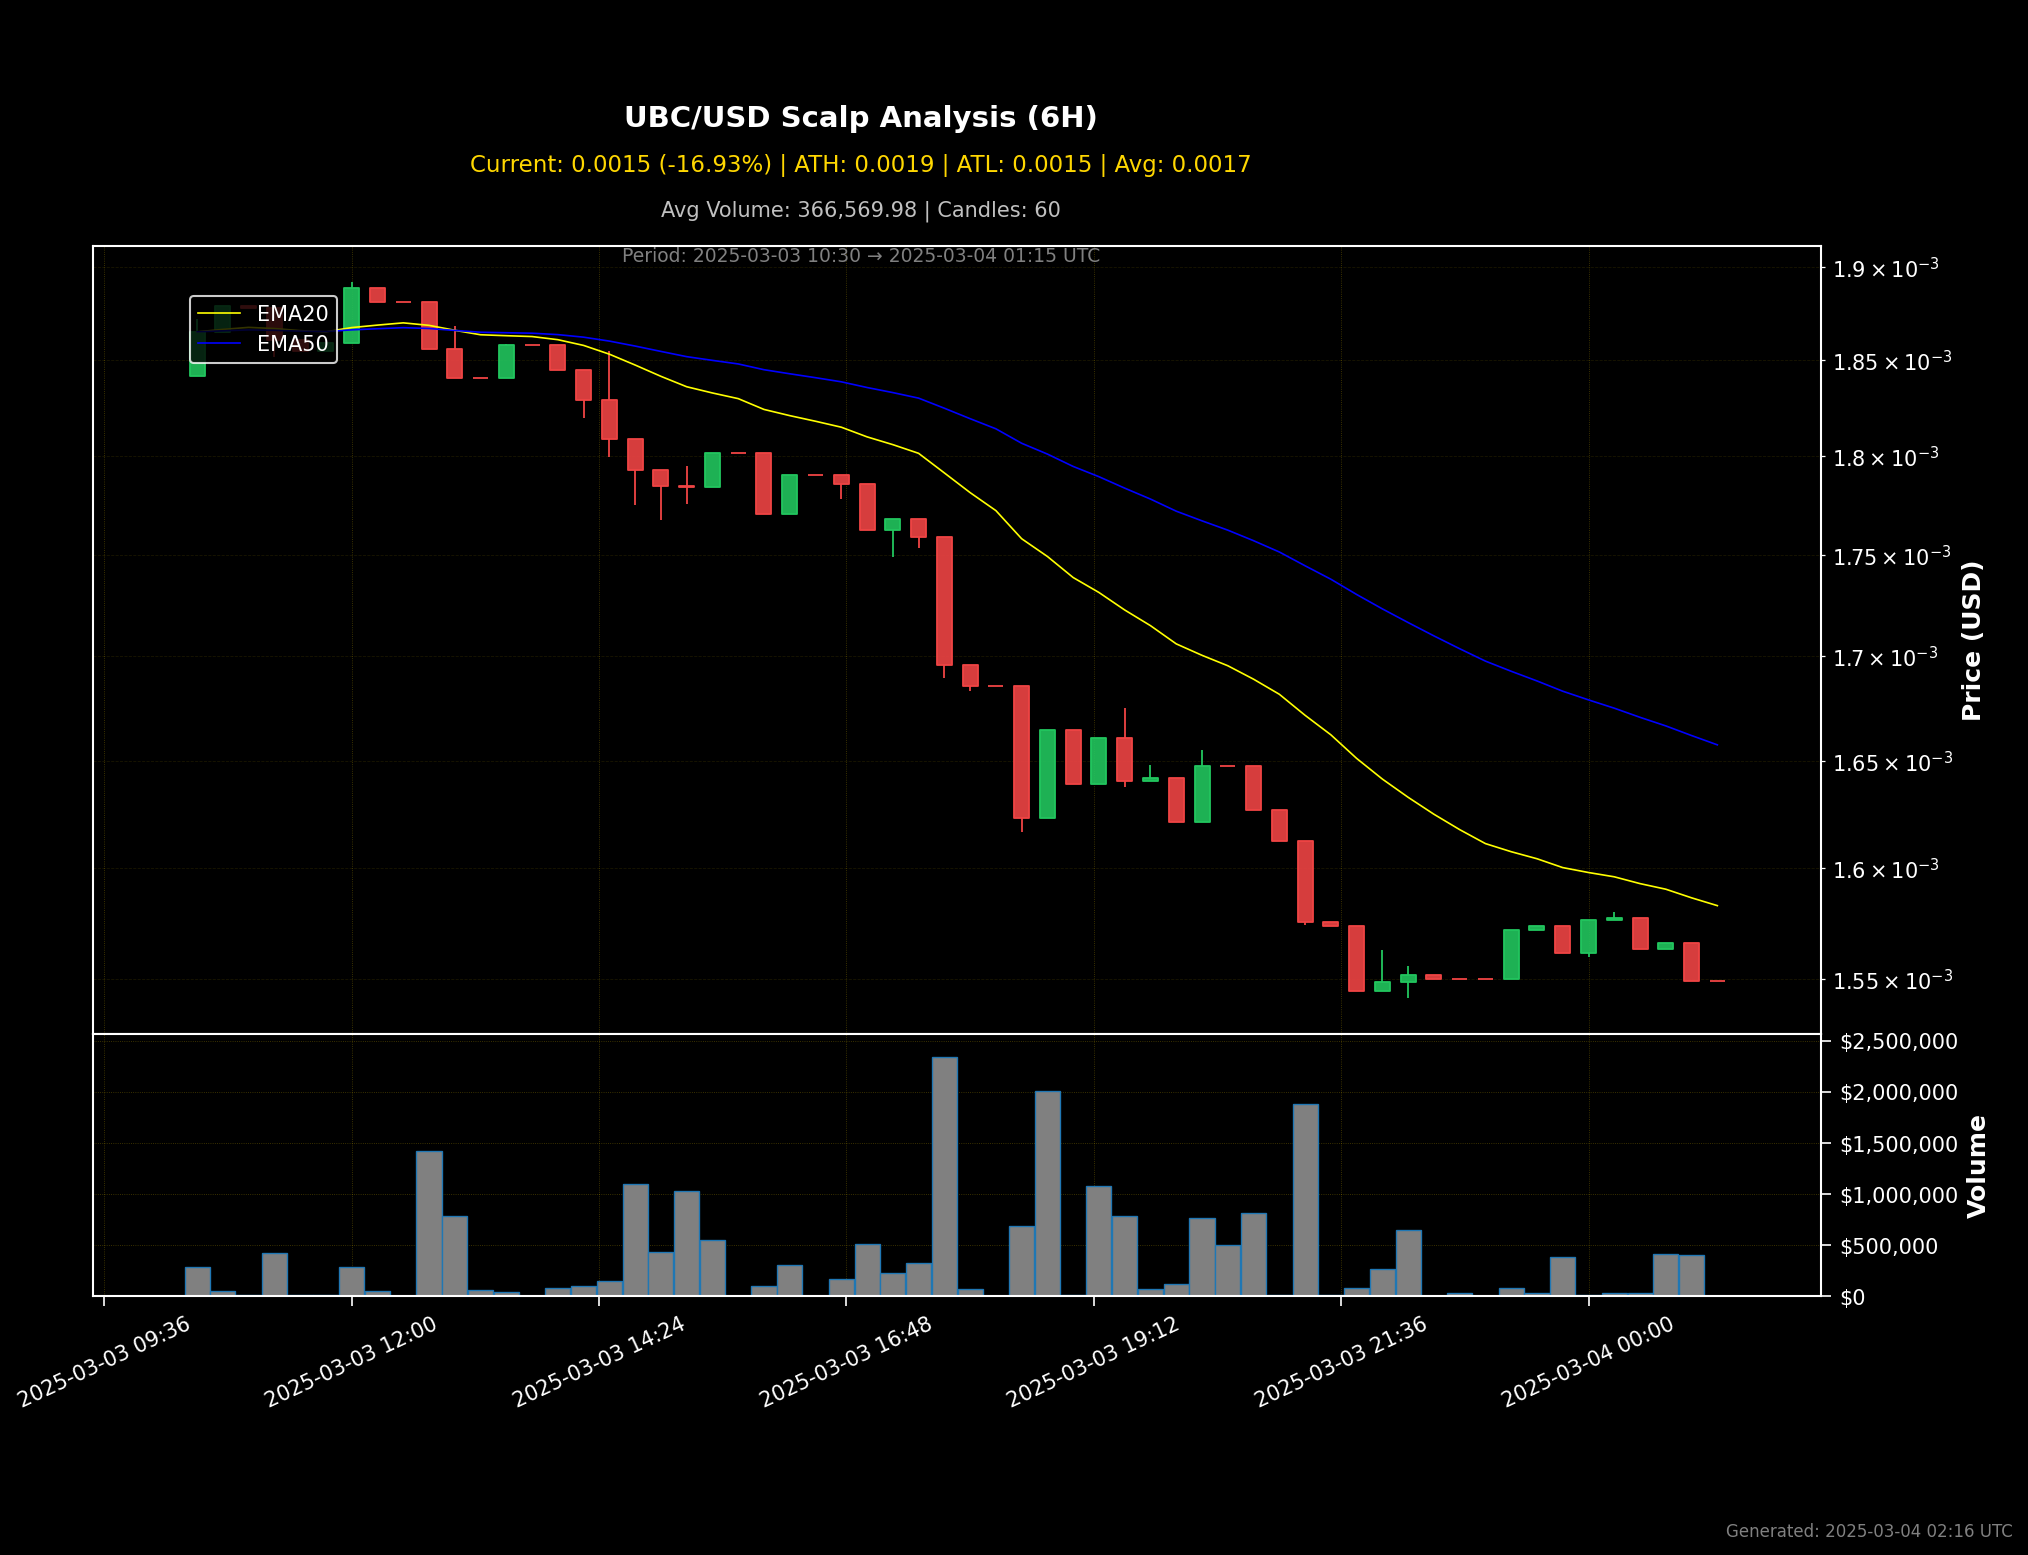 UBC/USD Scalp Analysis (6H)
Current: 0.0015 (-16.93%) | ATH: 0.0019 | ATL: 0.0015 | Avg: 0.0017
Avg Volume: 366,569.98 | Candles: 60
Period: 2025-03-03 10:30 → 2025-03-04 01:15 UTC
EMA20
EMA50
1.9 × 10⁻³
1.85 × 10⁻³
1.8 × 10⁻³
1.75 × 10⁻³
1.7 × 10⁻³
1.65 × 10⁻³
1.6 × 10⁻³
1.55 × 10⁻³
Price (USD)
$2,500,000
$2,000,000
$1,500,000
$1,000,000
$500,000
$0
Volume
2025-03-03 09:36
2025-03-03 12:00
2025-03-03 14:24
2025-03-03 16:48
2025-03-03 19:12
2025-03-03 21:36
2025-03-04 00:00
Generated: 2025-03-04 02:16 UTC